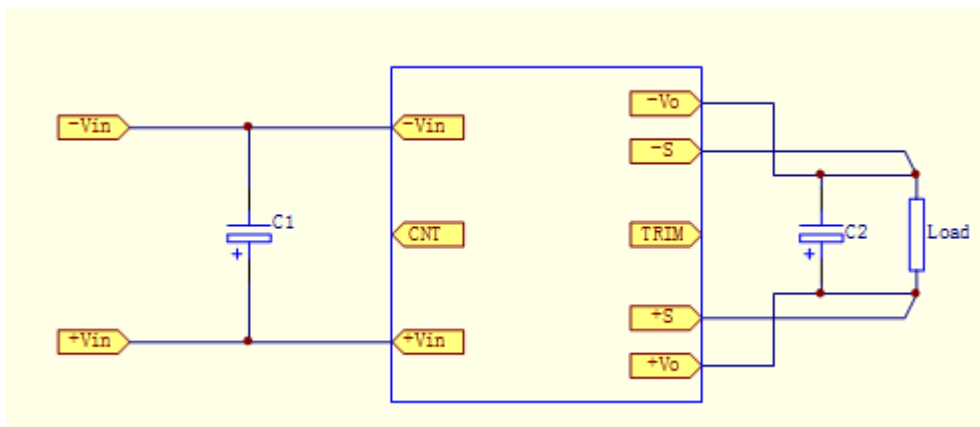 -Vin
-Vin
-Vo
-S
C1
CNT
TRIM
C2
Load
+
+
+Vin
+Vin
+S
+Vo